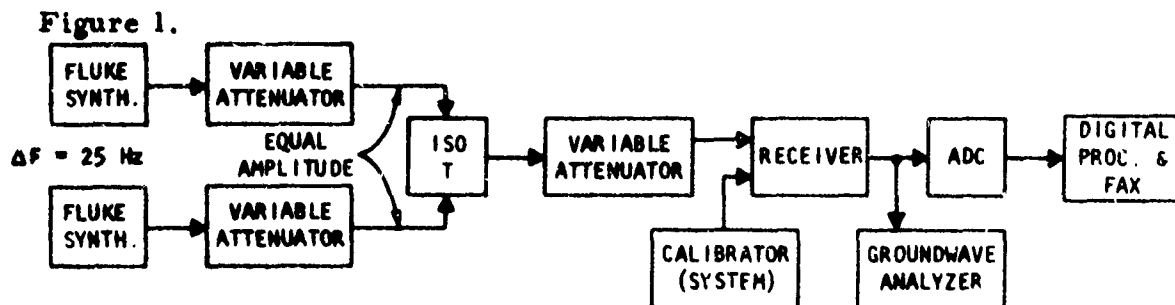 Figure 1.
FLUKE
SYNTH.
VARIABLE
ATTENUATOR
ΔF = 25 Hz
EQUAL
AMPLITUDE
FLUKE
SYNTH.
VARIABLE
ATTENUATOR
ISO
T
VARIABLE
ATTENUATOR
RECEIVER
ADC
DIGITAL
PROC. &
FAX
CALIBRATOR
(SYSTEM)
GROUNDWAVE
ANALYZER